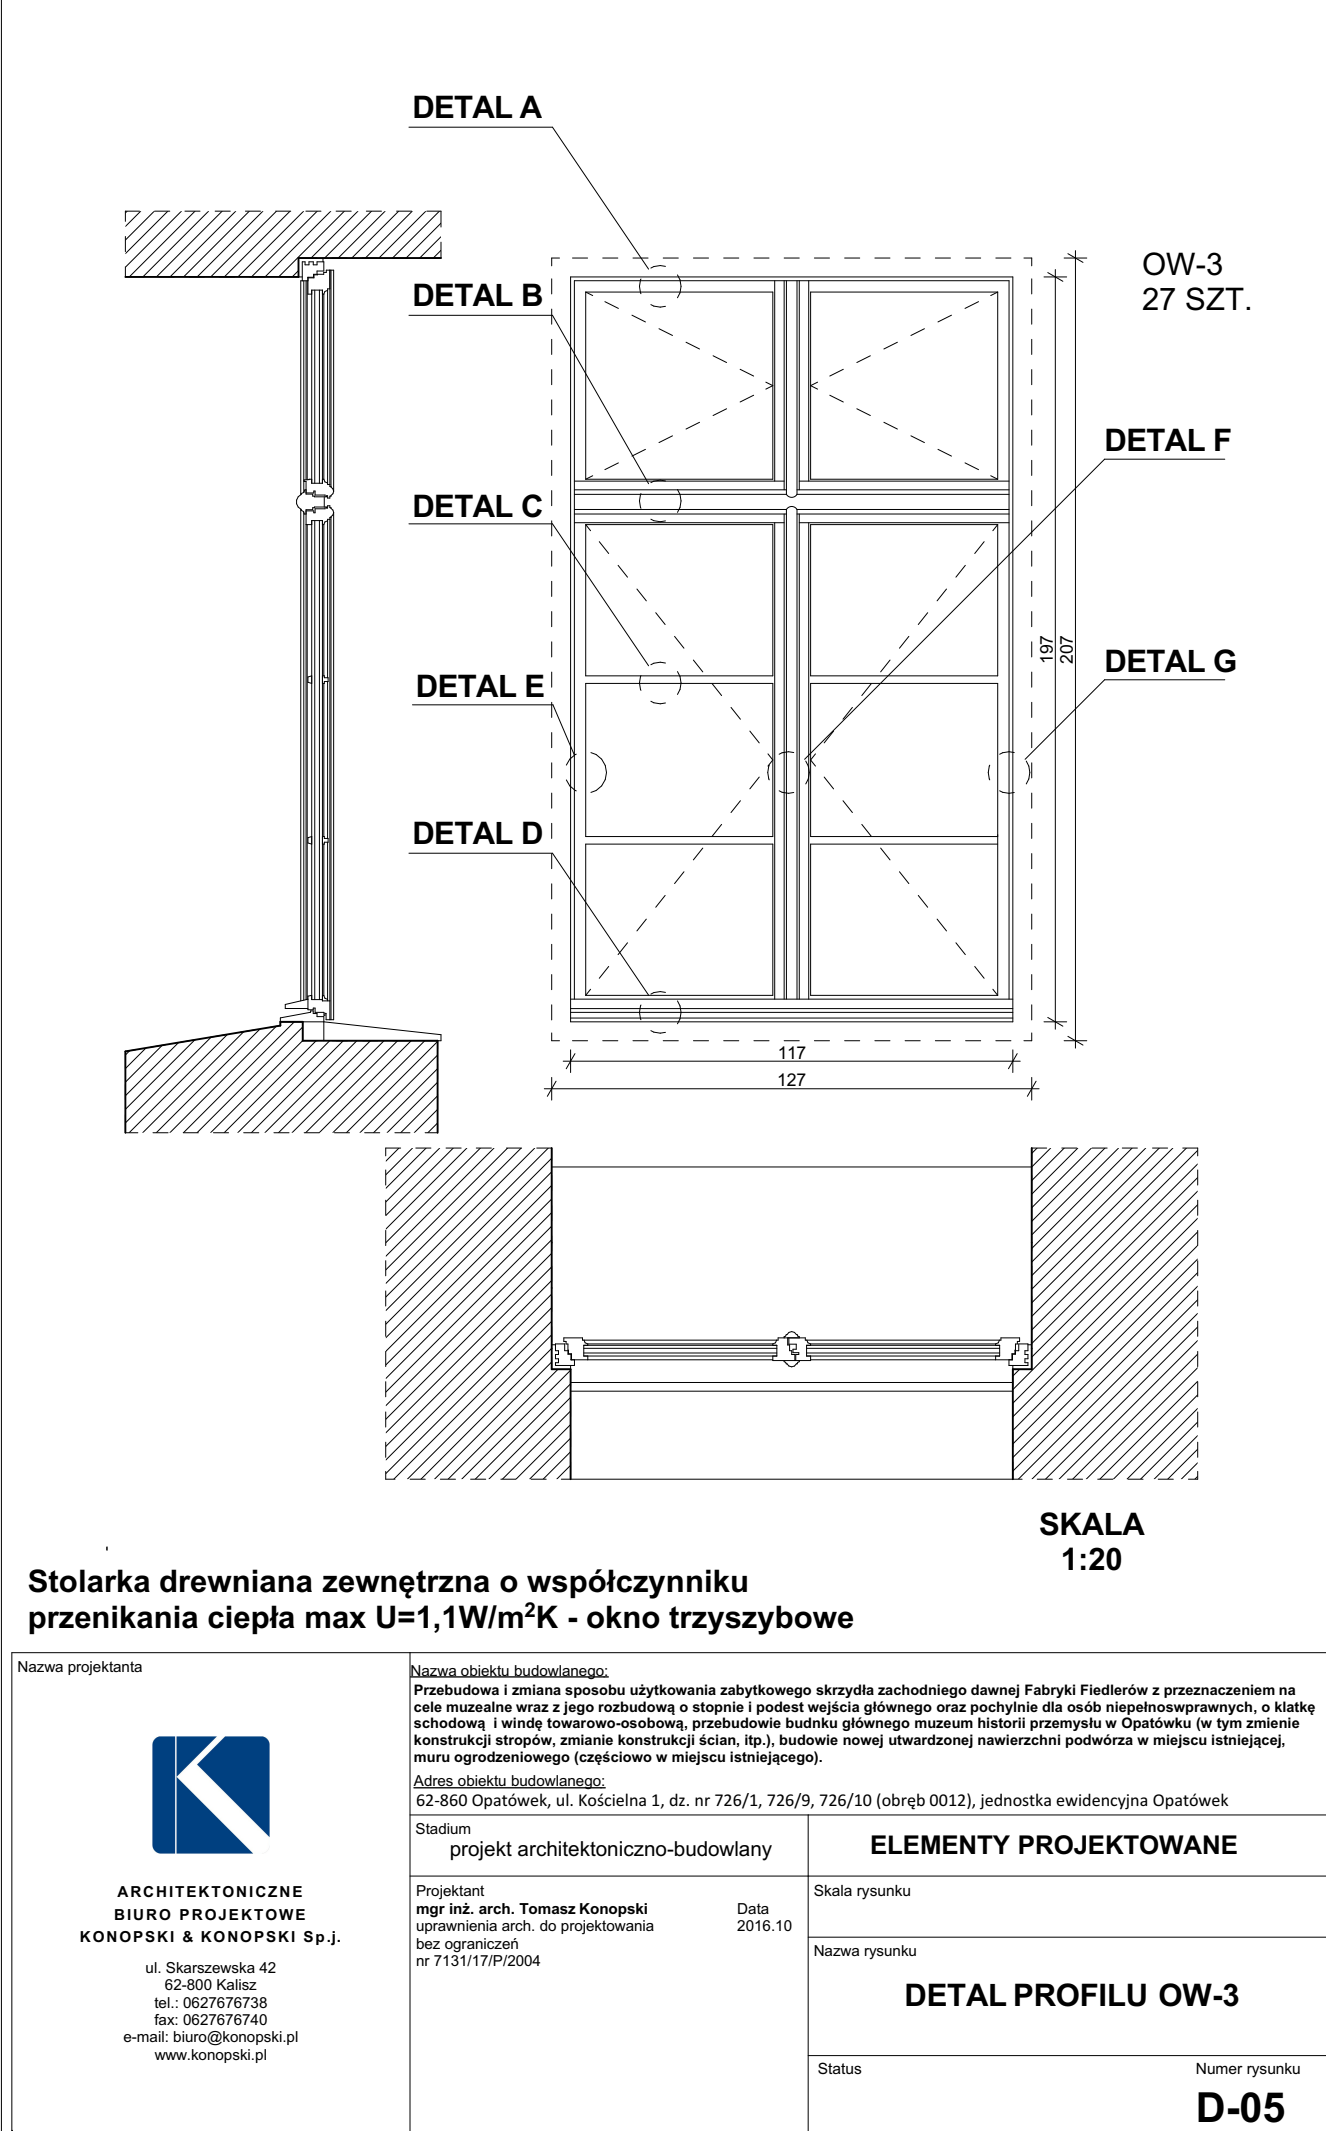 DETAL A
OW-3
27 SZT.
DETAL B
DETAL F
DETAL C
197
207
DETAL G
DETAL E
DETAL D
117
127
SKALA
1:20
Stolarka drewniana zewnętrzna o współczynniku
przenikania ciepła max U=1,1W/m²K - okno trzyszybowe
Nazwa projektanta
ARCHITEKTONICZNE
BIURO PROJEKTOWE
KONOPSKI & KONOPSKI Sp.j.
ul. Skarszewska 42
62-800 Kalisz
tel.: 0627676738
fax: 0627676740
e-mail: biuro@konopski.pl
www.konopski.pl
Nazwa obiektu budowlanego:
Przebudowa i zmiana sposobu użytkowania zabytkowego skrzydła zachodniego dawnej Fabryki Fiedlerów z przeznaczeniem na
cele muzealne wraz z jego rozbudową o stopnie i podest wejścia głównego oraz pochylnie dla osób niepełnoswprawnych, o klatkę
schodową i windę towarowo-osobową, przebudowie budnku głównego muzeum historii przemysłu w Opatówku (w tym zmienie
konstrukcji stropów, zmianie konstrukcji ścian, itp.), budowie nowej utwardzonej nawierzchni podwórza w miejscu istniejącej,
muru ogrodzeniowego (częściowo w miejscu istniejącego).
Adres obiektu budowlanego:
62-860 Opatówek, ul. Kościelna 1, dz. nr 726/1, 726/9, 726/10 (obręb 0012), jednostka ewidencyjna Opatówek
Stadium
projekt architektoniczno-budowlany
ELEMENTY PROJEKTOWANE
Projektant
mgr inż. arch. Tomasz Konopski
uprawnienia arch. do projektowania
bez ograniczeń
nr 7131/17/P/2004
Data
2016.10
Skala rysunku
Nazwa rysunku
DETAL PROFILU OW-3
Status
Numer rysunku
D-05